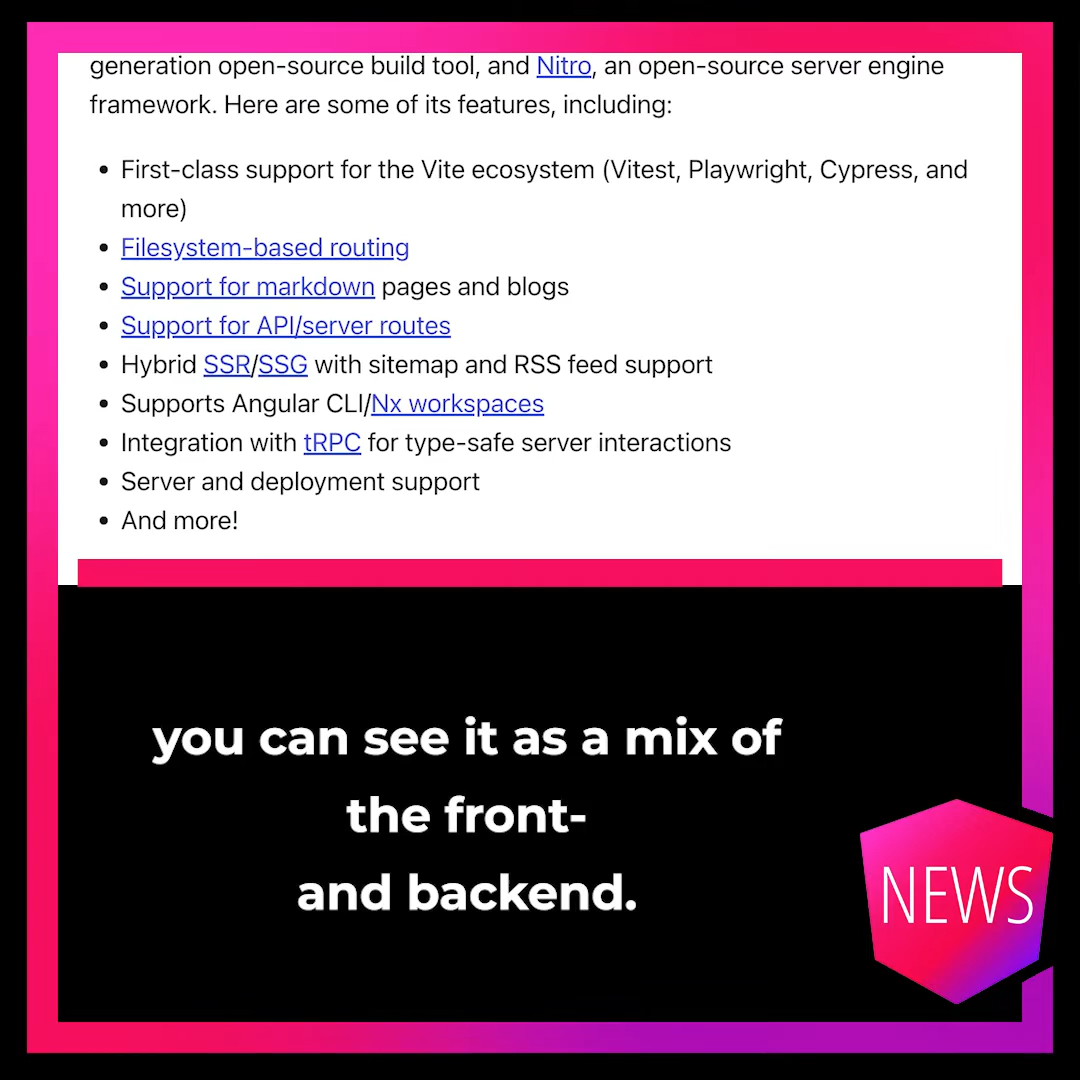 generation open-source build tool, and Nitro, an open-source server engine
framework. Here are some of its features, including:
• First-class support for the Vite ecosystem (Vitest, Playwright, Cypress, and
more)
• Filesystem-based routing
• Support for markdown pages and blogs
• Support for API/server routes
• Hybrid SSR/SSG with sitemap and RSS feed support
• Supports Angular CLI/Nx workspaces
• Integration with tRPC for type-safe server interactions
• Server and deployment support
• And more!
you can see it as a mix of
the front-
and backend.
NEWS